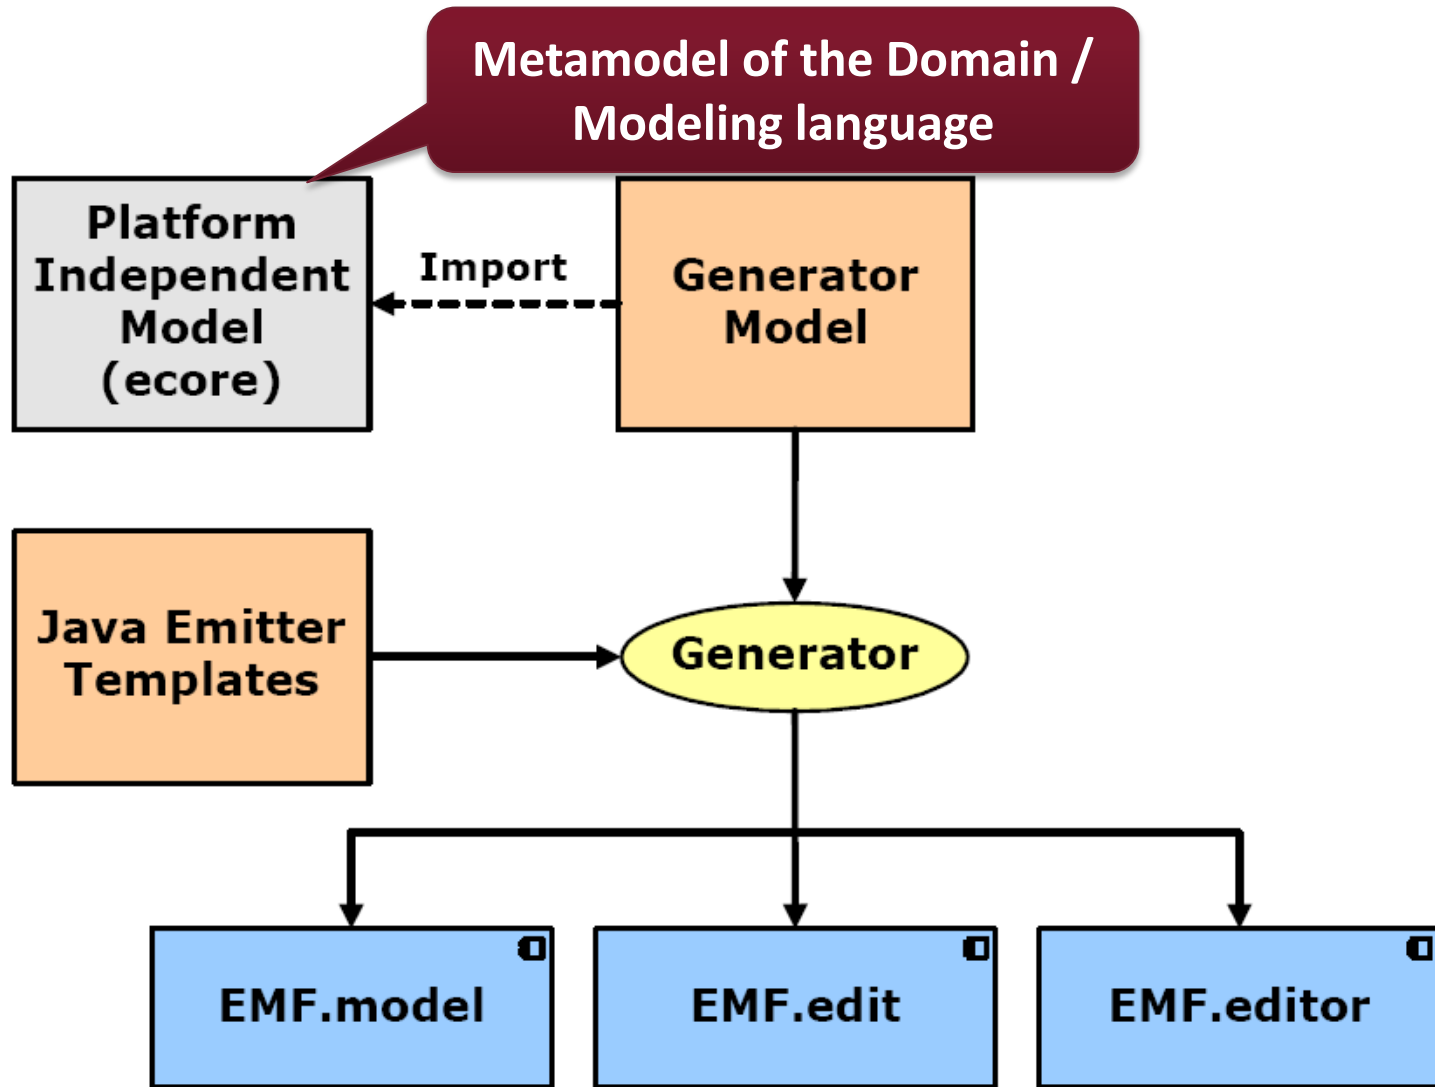 Metamodel of the Domain /
Modeling language
Platform
Independent
Model
(ecore)
Import
Generator
Model
Java Emitter
Templates
Generator
EMF.model
EMF.edit
EMF.editor